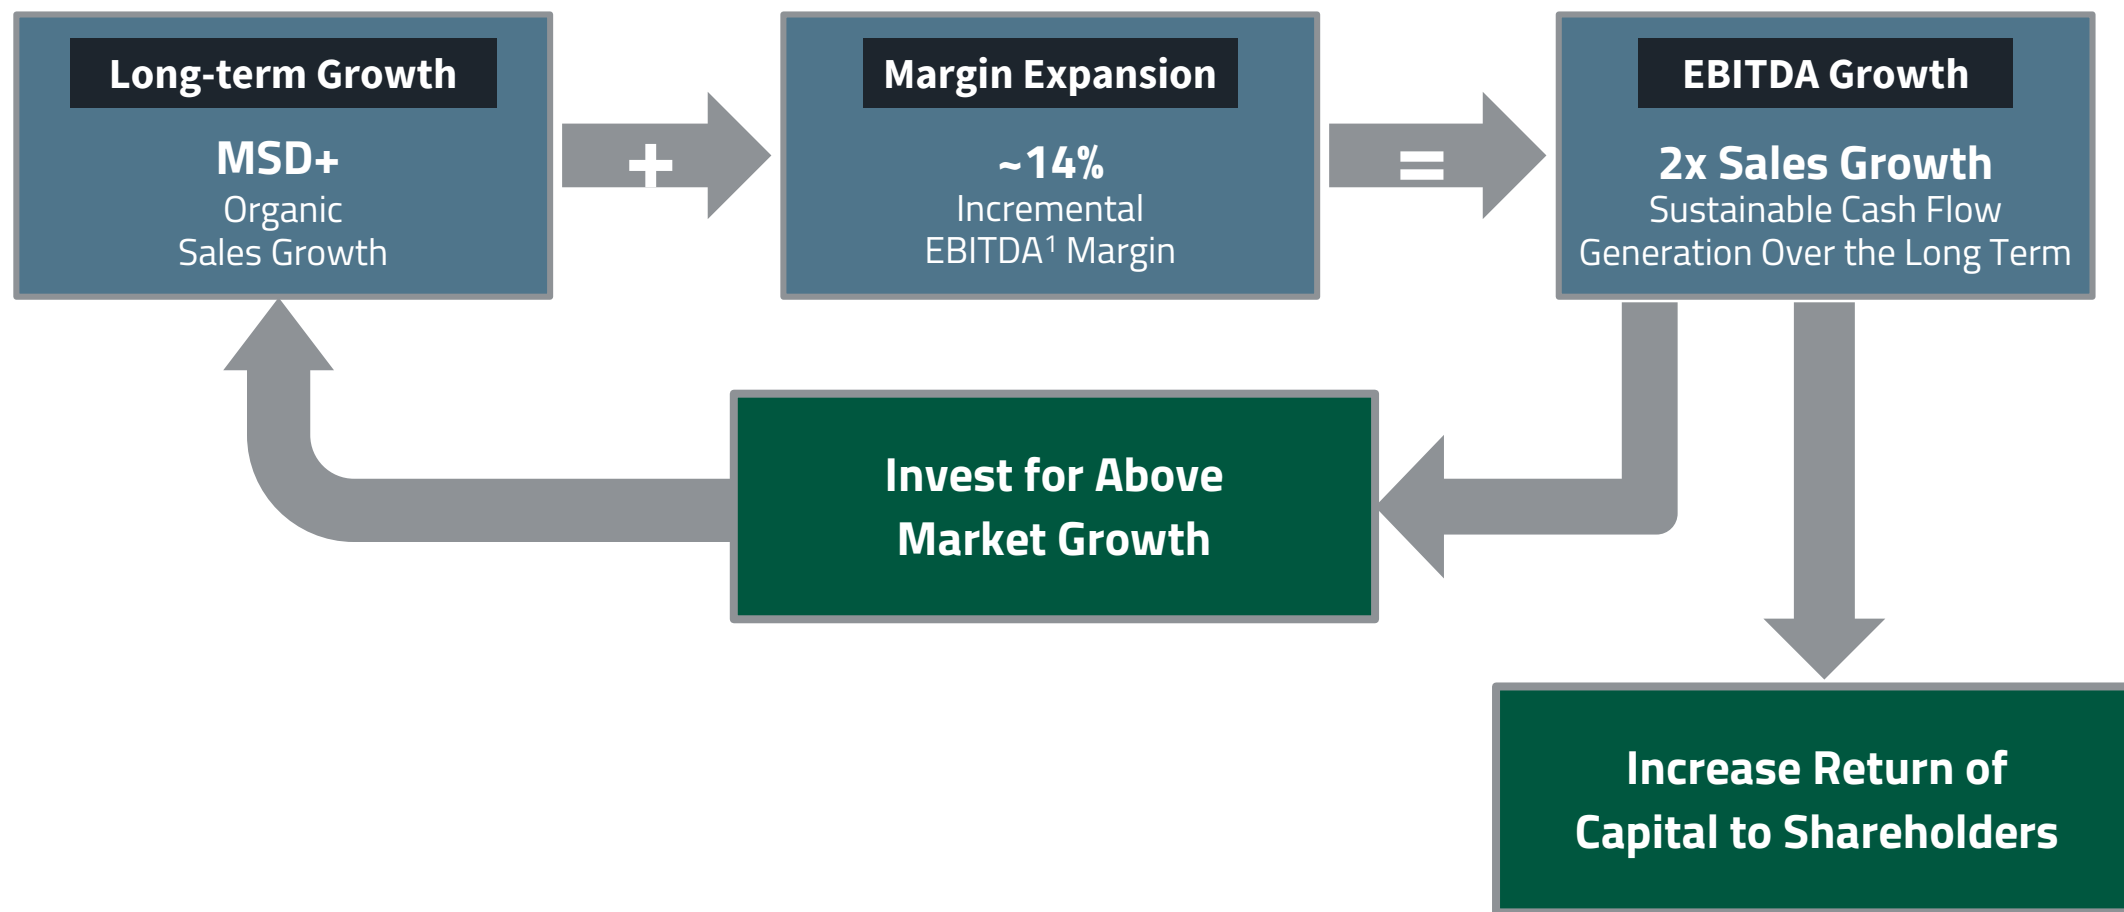 Long-term Growth
MSD+
Organic
Sales Growth
+
Margin Expansion
~14%
Incremental
EBITDA¹ Margin
=
EBITDA Growth
2x Sales Growth
Sustainable Cash Flow
Generation Over the Long Term
Invest for Above
Market Growth
Increase Return of
Capital to Shareholders